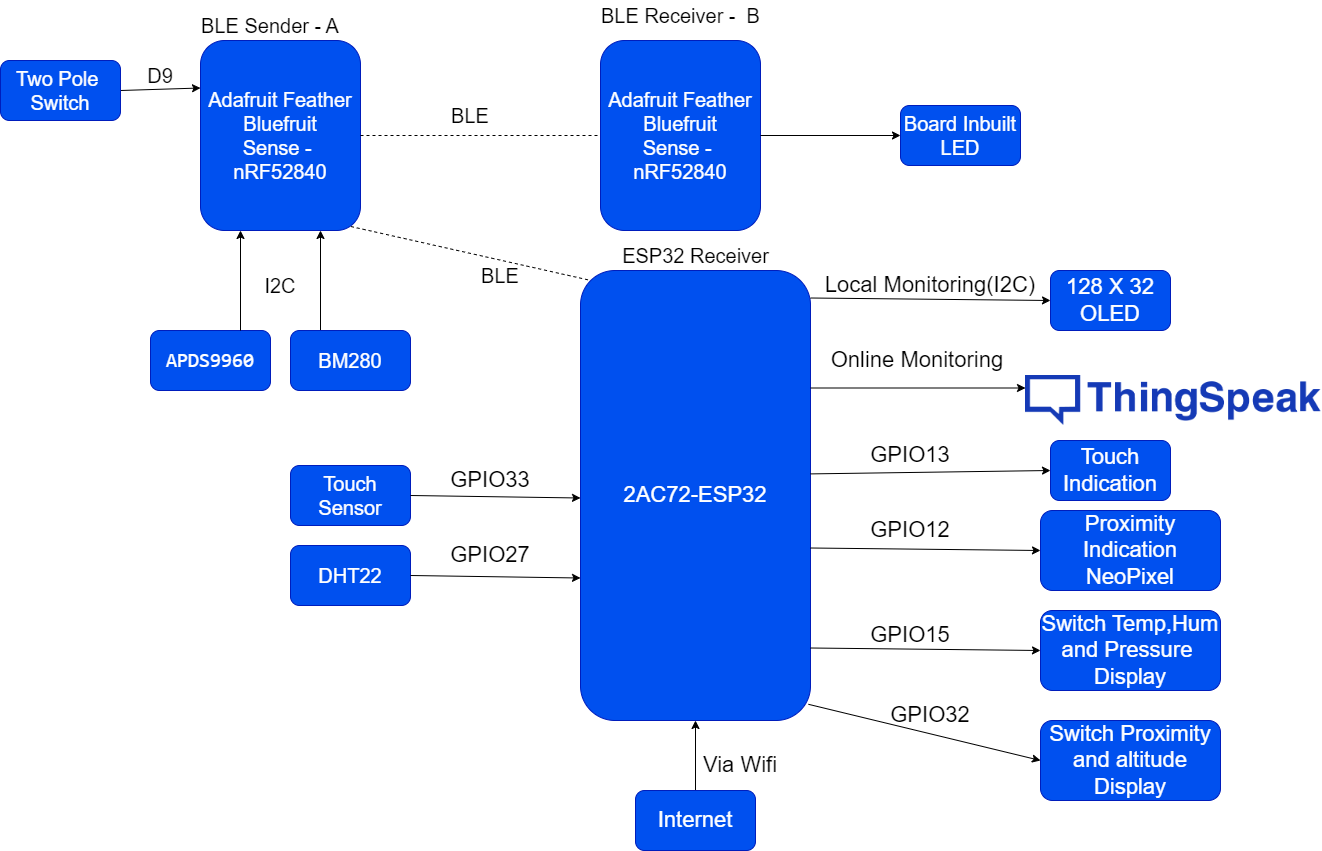 BLE Sender - A
BLE Receiver -  B
Two Pole
Switch
D9
Adafruit Feather
Bluefruit
Sense -
nRF52840
BLE
Adafruit Feather
Bluefruit
Sense -
nRF52840
Board Inbuilt
LED
I2C
BLE
APDS9960
BM280
ESP32 Receiver
Local Monitoring(I2C)
128 X 32
OLED
Online Monitoring
ThingSpeak
Touch
Sensor
GPIO33
DHT22
GPIO27
2AC72-ESP32
GPIO13
Touch
Indication
GPIO12
Proximity
Indication
NeoPixel
GPIO15
Switch Temp,Hum
and Pressure
Display
GPIO32
Switch Proximity
and altitude
Display
Via Wifi
Internet